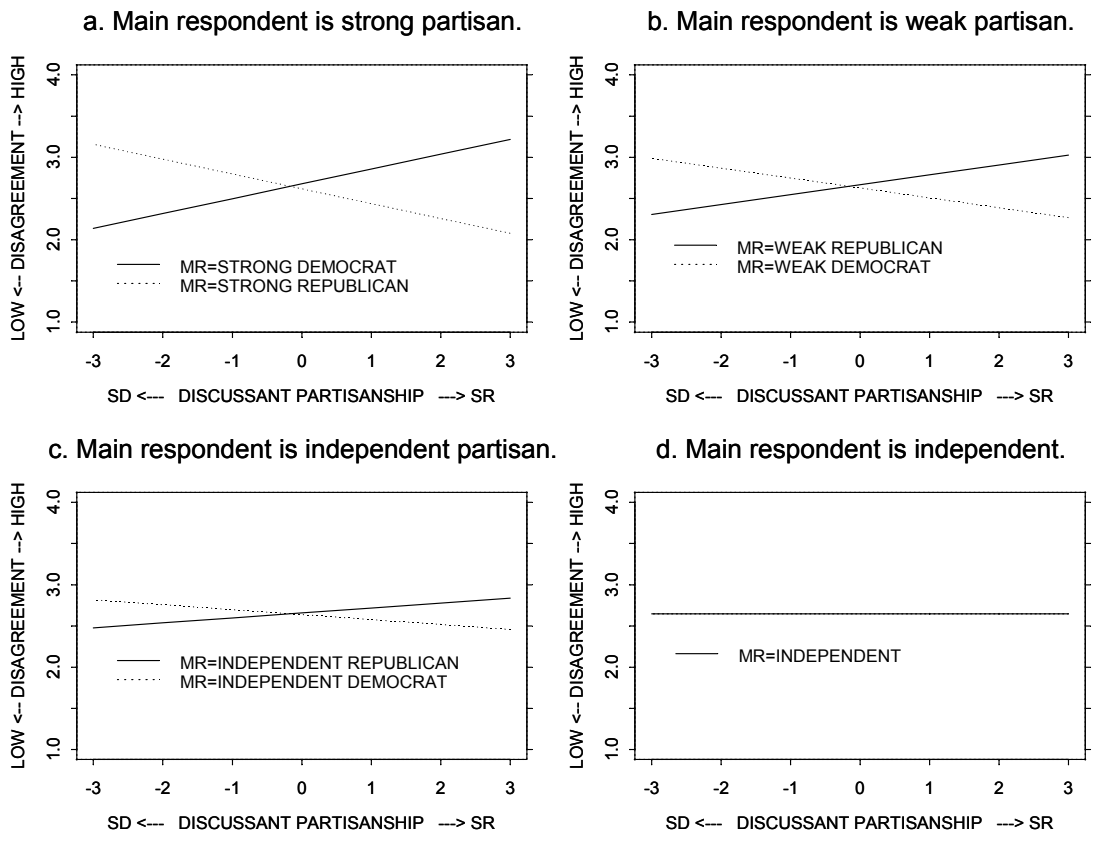 a. Main respondent is strong partisan.
LOW <-- DISAGREEMENT --> HIGH
4.0
3.0
2.0
1.0
MR=STRONG DEMOCRAT
MR=STRONG REPUBLICAN
-3 -2 -1 0 1 2 3
SD <--- DISCUSSANT PARTISANSHIP ---> SR
b. Main respondent is weak partisan.
LOW <-- DISAGREEMENT --> HIGH
4.0
3.0
2.0
1.0
MR=WEAK REPUBLICAN
MR=WEAK DEMOCRAT
-3 -2 -1 0 1 2 3
SD <--- DISCUSSANT PARTISANSHIP ---> SR
c. Main respondent is independent partisan.
LOW <-- DISAGREEMENT --> HIGH
4.0
3.0
2.0
1.0
MR=INDEPENDENT REPUBLICAN
MR=INDEPENDENT DEMOCRAT
-3 -2 -1 0 1 2 3
SD <--- DISCUSSANT PARTISANSHIP ---> SR
d. Main respondent is independent.
LOW <-- DISAGREEMENT --> HIGH
4.0
3.0
2.0
1.0
MR=INDEPENDENT
-3 -2 -1 0 1 2 3
SD <--- DISCUSSANT PARTISANSHIP ---> SR